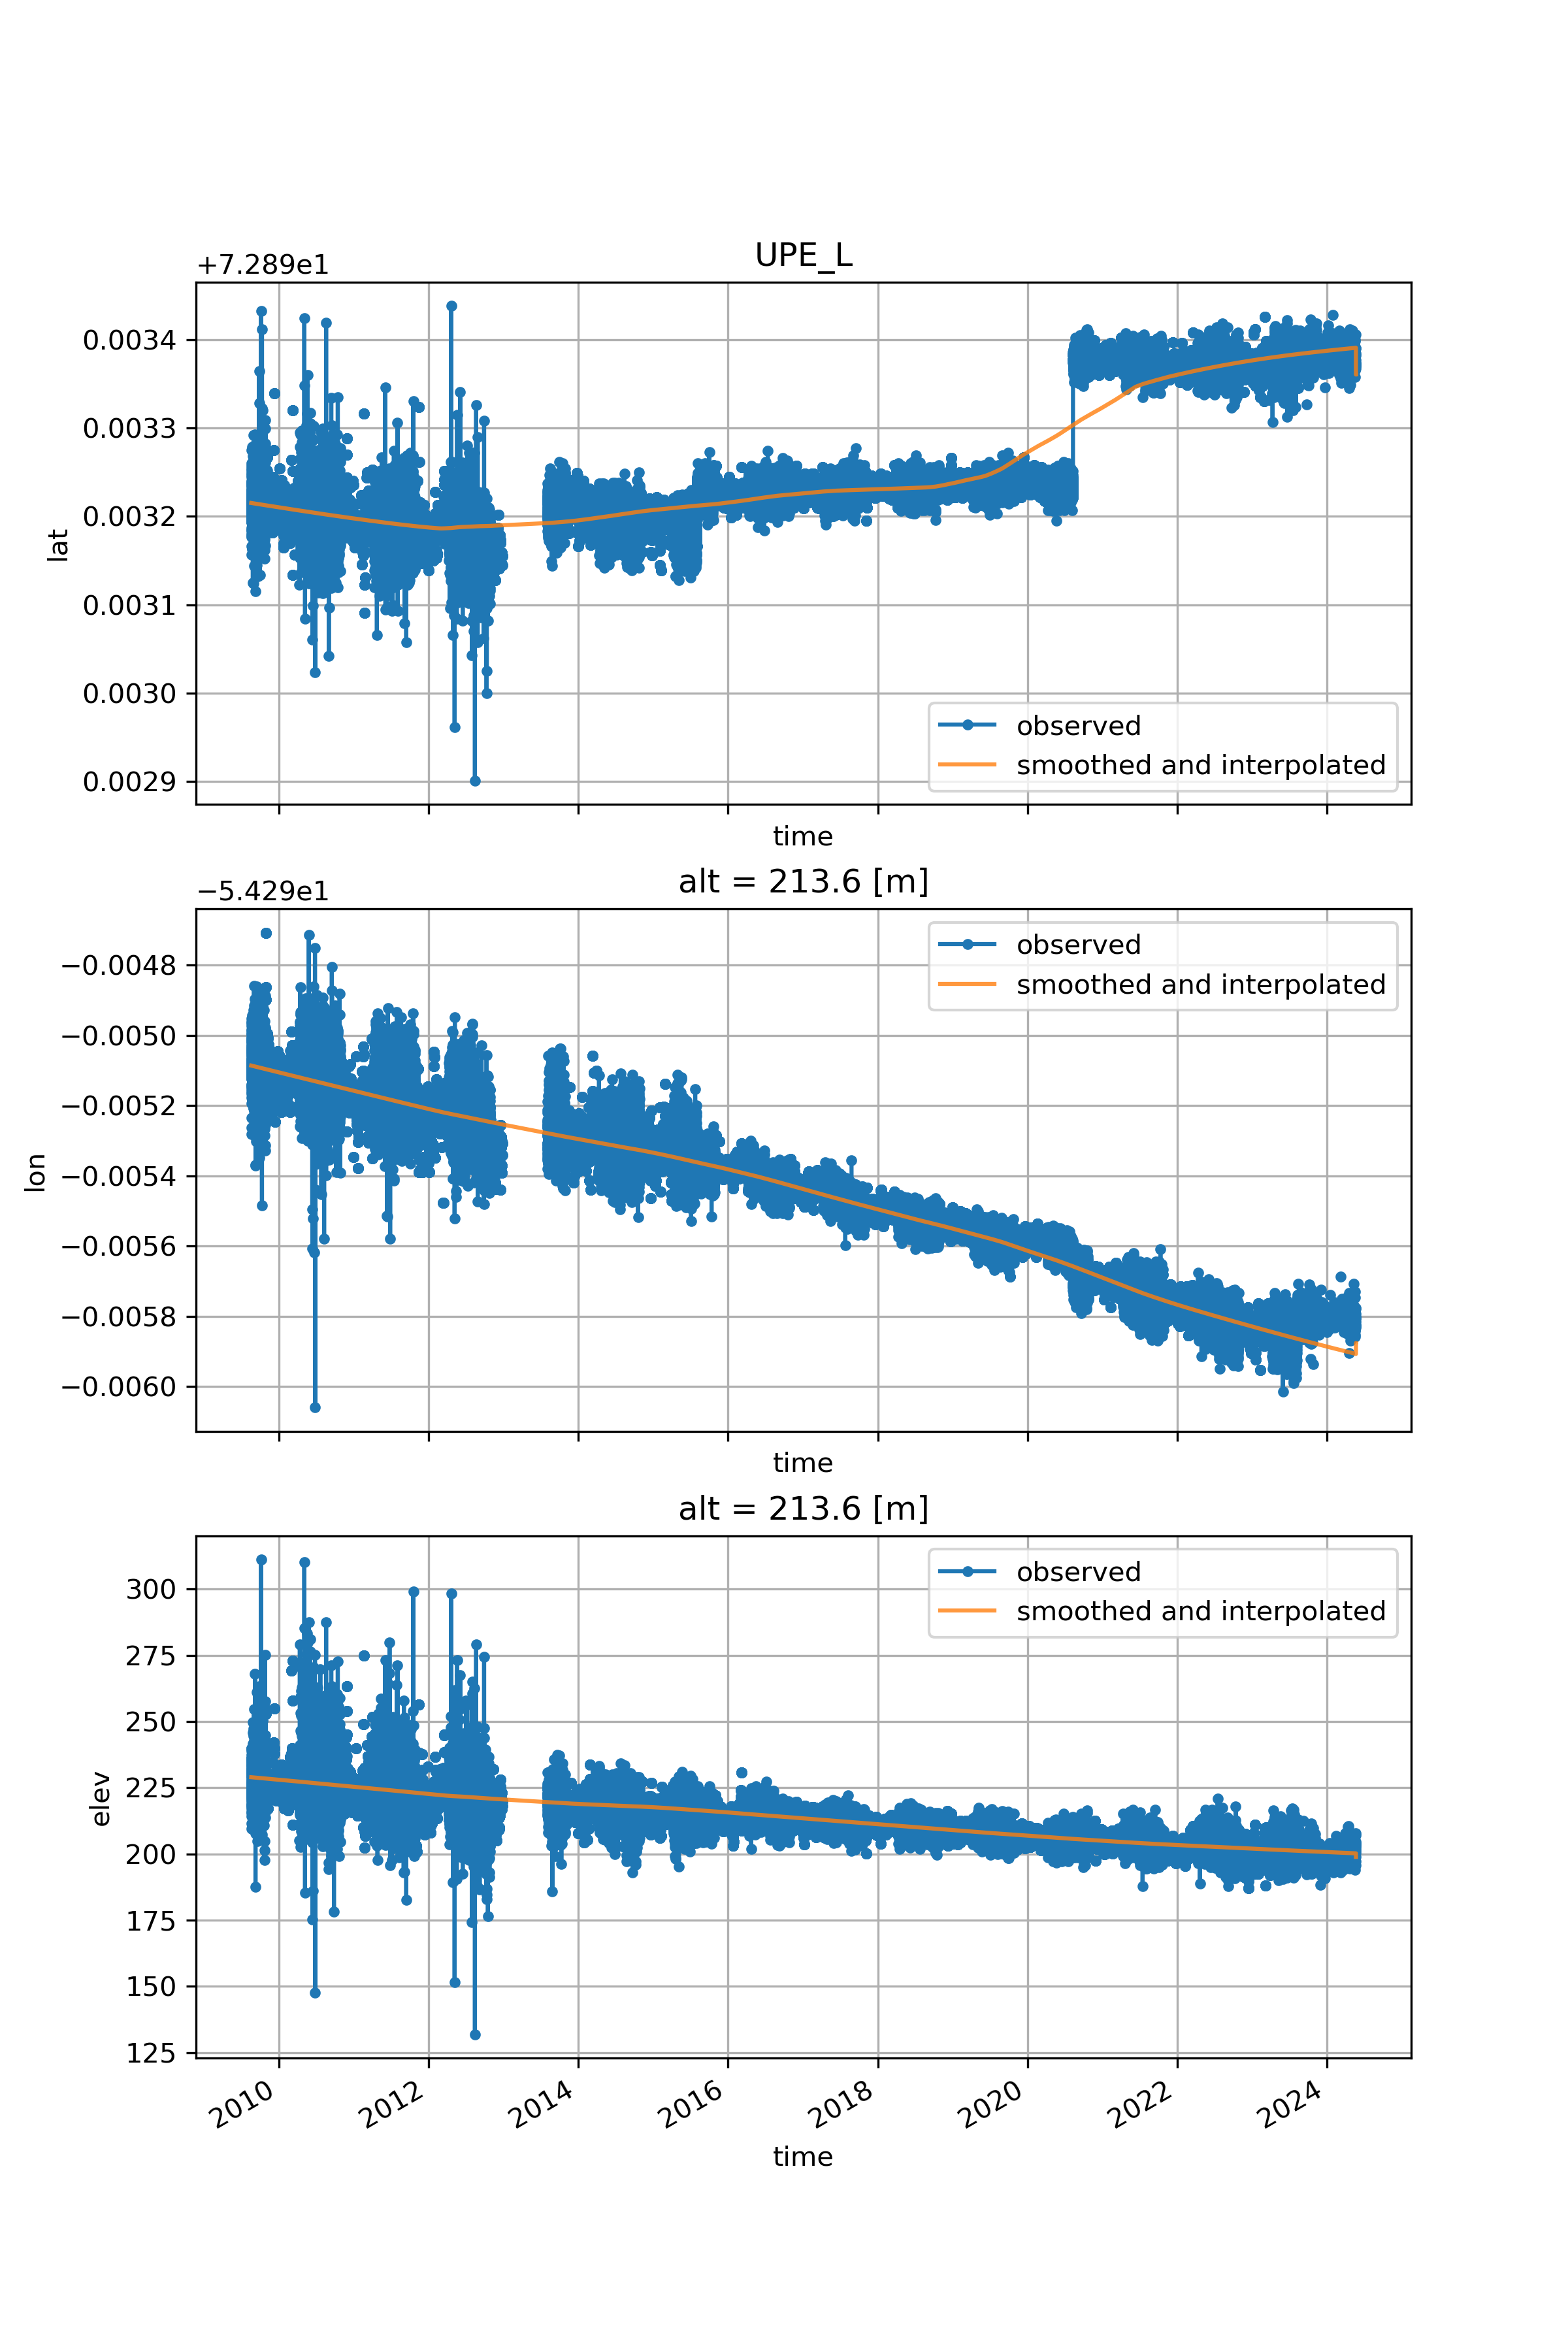 UPE_L
+7.289e1
0.0034
0.0033
0.0032
0.0031
0.0030
0.0029
lat
observed
smoothed and interpolated
time
alt = 213.6 [m]
−5.429e1
−0.0048
−0.0050
−0.0052
−0.0054
−0.0056
−0.0058
−0.0060
lon
observed
smoothed and interpolated
time
alt = 213.6 [m]
300
275
250
225
200
175
150
125
elev
observed
smoothed and interpolated
2010
2012
2014
2016
2018
2020
2022
2024
time